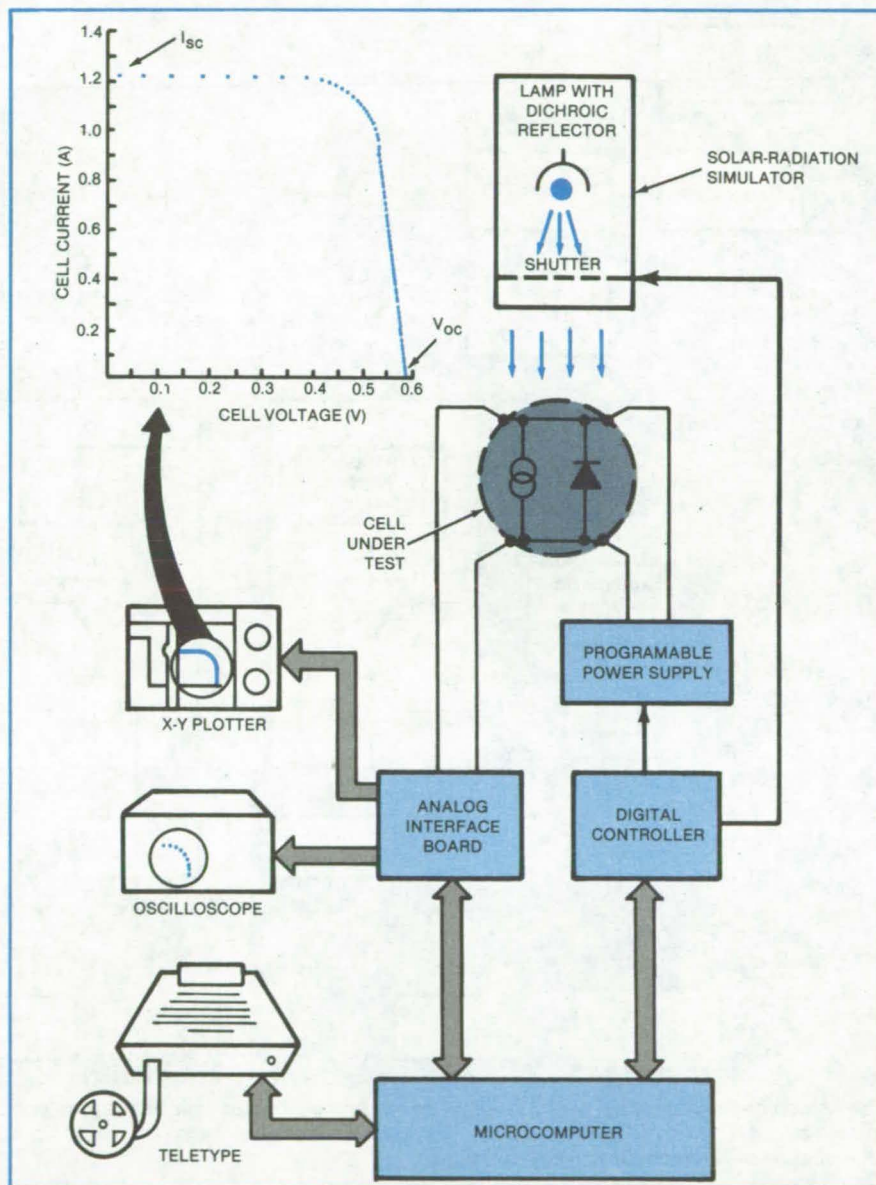 1.4
I_SC
1.2
1.0
0.8
0.6
0.4
0.2
CELL CURRENT (A)
V_OC
0.1 0.2 0.3 0.4 0.5 0.6
CELL VOLTAGE (V)
LAMP WITH
DICHROIC
REFLECTOR
SHUTTER
SOLAR-RADIATION
SIMULATOR
CELL
UNDER
TEST
PROGRAMABLE
POWER SUPPLY
X-Y PLOTTER
ANALOG
INTERFACE
BOARD
DIGITAL
CONTROLLER
OSCILLOSCOPE
TELETYPE
MICROCOMPUTER